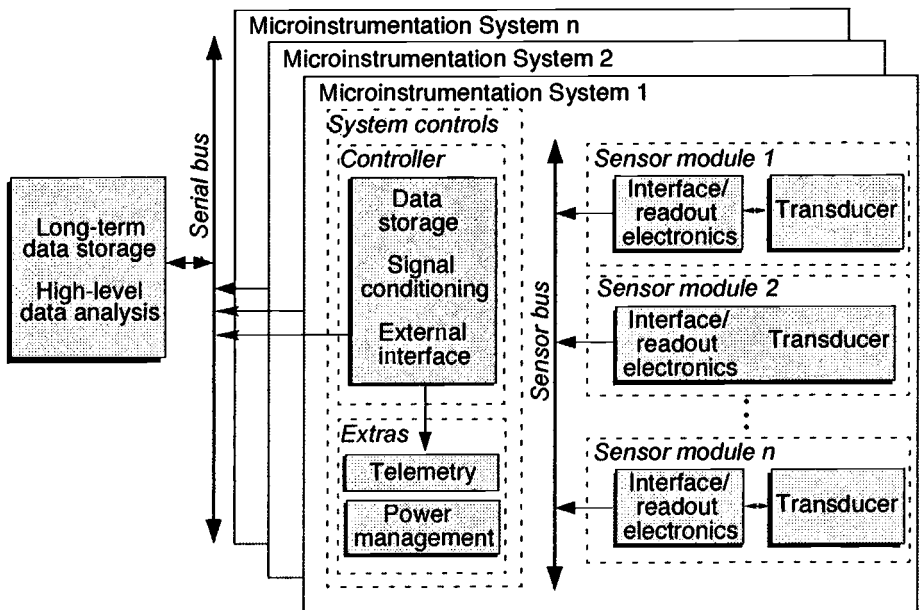 Microinstrumentation System n
Microinstrumentation System 2
Microinstrumentation System 1
System controls
Controller
Data
storage
Signal
conditioning
External
interface
Extras
Telemetry
Power
management
Serial bus
Long-term
data storage
High-level
data analysis
Sensor bus
Sensor module 1
Interface/
readout
electronics
Transducer
Sensor module 2
Interface/
readout
electronics
Transducer
Sensor module n
Interface/
readout
electronics
Transducer